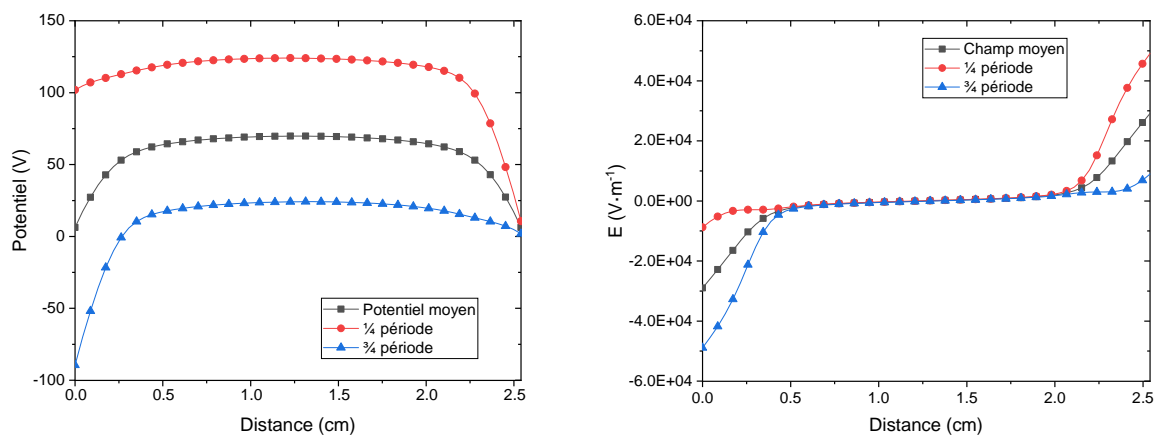 150
100
50
0
-50
-100
0.0 0.5 1.0 1.5 2.0 2.5
Potentiel (V)
Distance (cm)
Potentiel moyen
¼ période
¾ période
6.0E+04
4.0E+04
2.0E+04
0.0E+00
-2.0E+04
-4.0E+04
-6.0E+04
0.0 0.5 1.0 1.5 2.0 2.5
E (V·m⁻¹)
Distance (cm)
Champ moyen
¼ période
¾ période